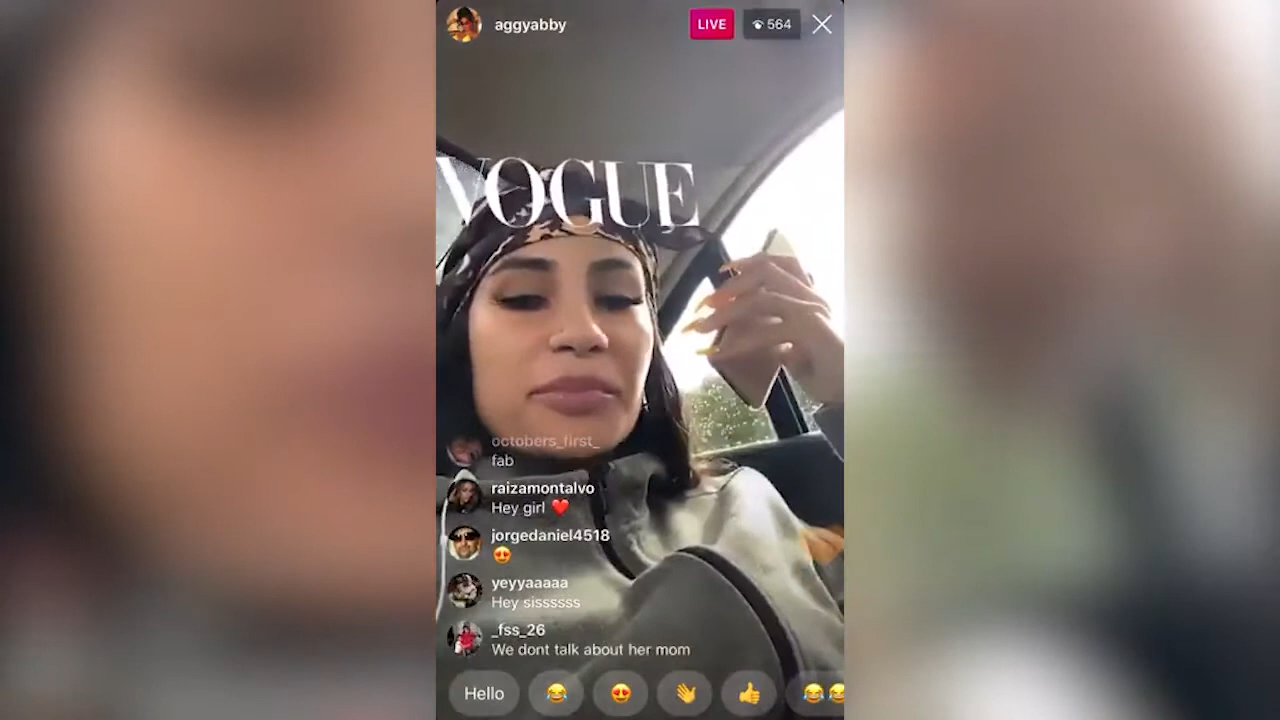 aggyabby
LIVE
564
VOGUE
octobers_first_
fab
raizamontalvo
Hey girl ❤️
jorgedaniel4518
😍
yeyyaaaaa
Hey sissssss
_fss_26
We dont talk about her mom
Hello 😂 😍 👋 👍 😂😂